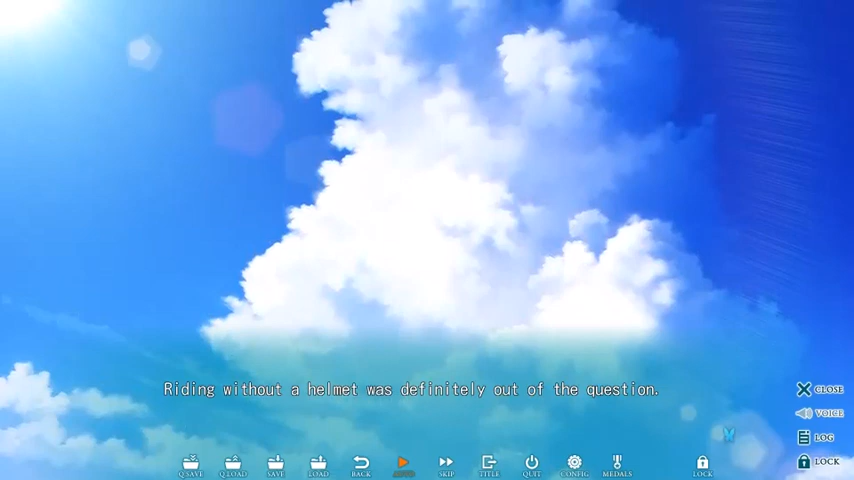 Riding without a helmet was definitely out of the question.
CLOSE
VOICE
LOG
LOCK
Q.SAVE Q.LOAD SAVE LOAD BACK AUTO SKIP TITLE QUIT CONFIG MEDALS LOCK